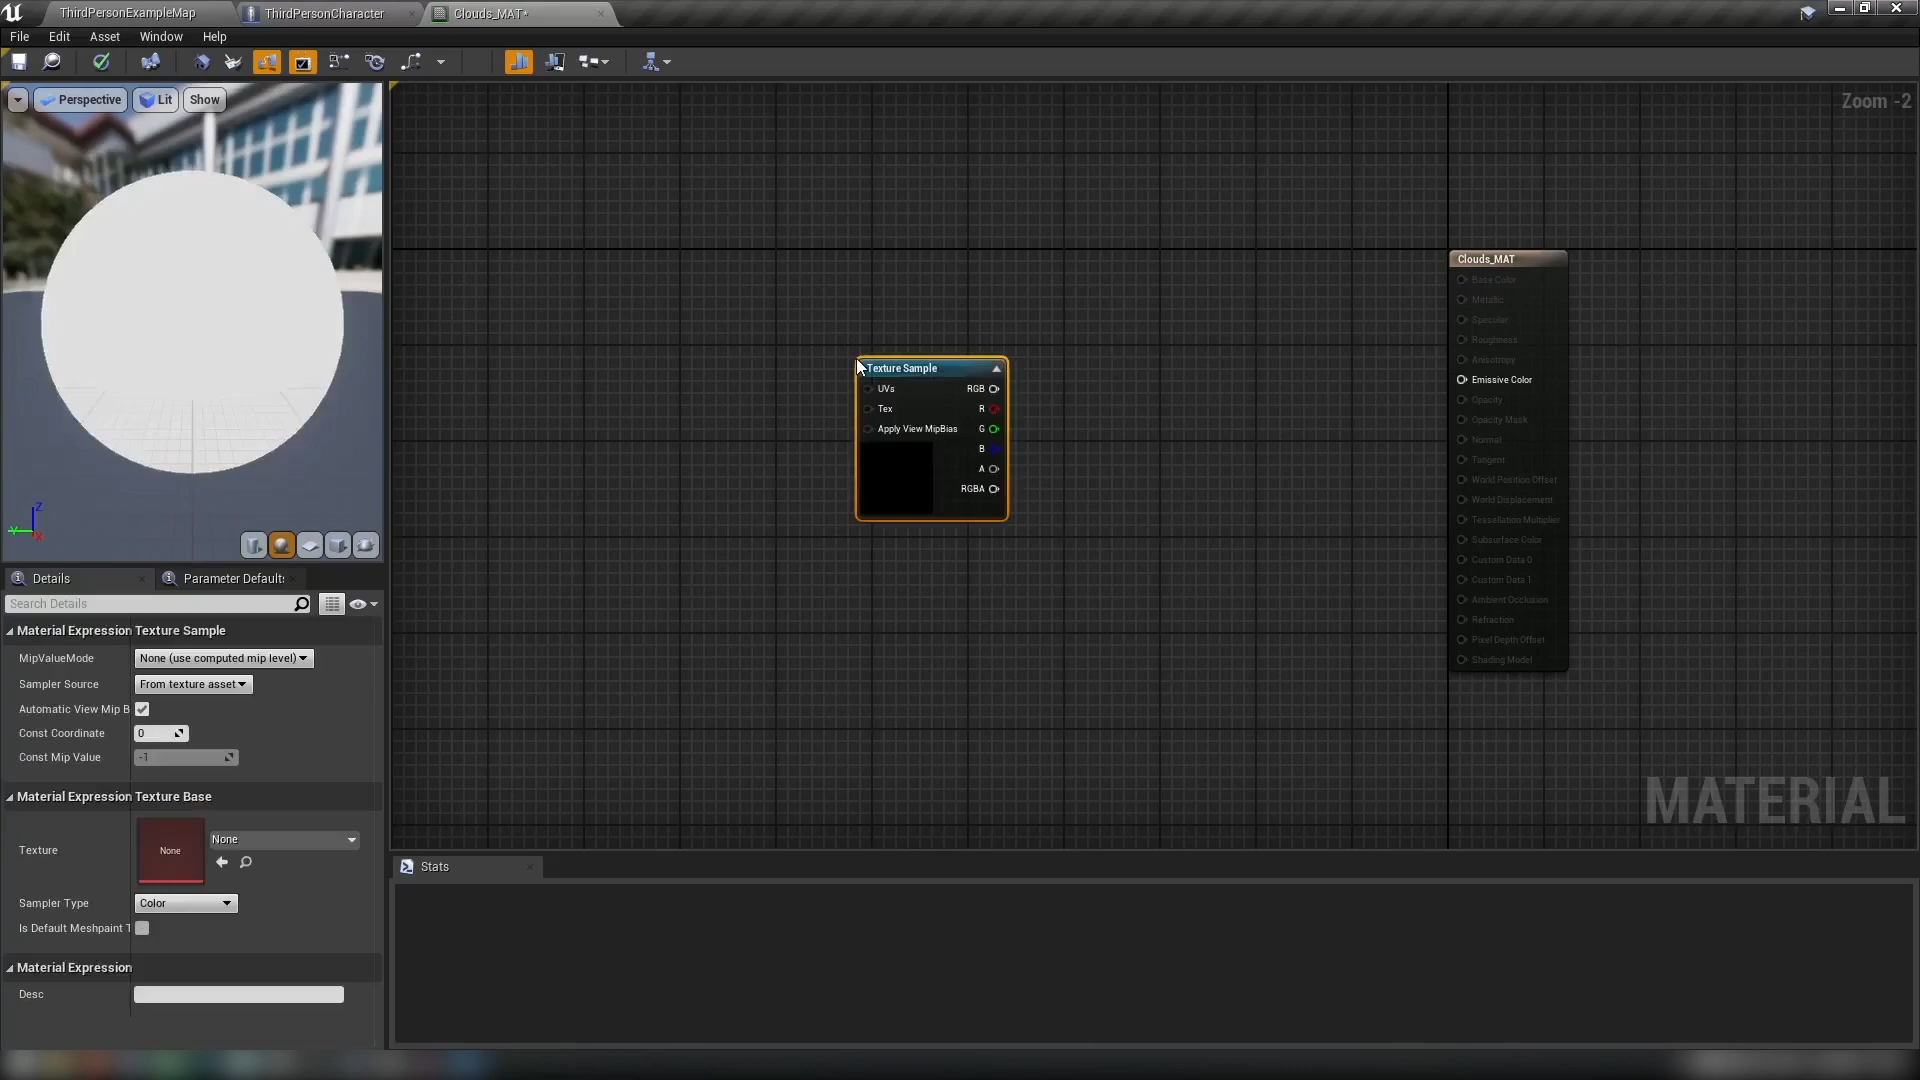 ThirdPersonExampleMap
ThirdPersonCharacter
Clouds_MAT*
File Edit Asset Window Help
Perspective Lit Show
Zoom -2
Clouds_MAT
Base Color
Metallic
Specular
Roughness
Anisotropy
Emissive Color
Opacity
Opacity Mask
Normal
Tangent
World Position Offset
World Displacement
Tessellation Multiplier
Subsurface Color
Custom Data 0
Custom Data 1
Ambient Occlusion
Refraction
Pixel Depth Offset
Shading Model
Texture Sample
UVs RGB
Tex R
Apply View MipBias G
B
A
RGBA
Z
Y
X
Details Parameter Defaults
Search Details
Material Expression Texture Sample
MipValueMode None (use computed mip level)
Sampler Source From texture asset
Automatic View Mip B
Const Coordinate 0
Const Mip Value -1
Material Expression Texture Base
Texture None None
Sampler Type Color
Is Default Meshpaint T
Material Expression
Desc
MATERIAL
Stats